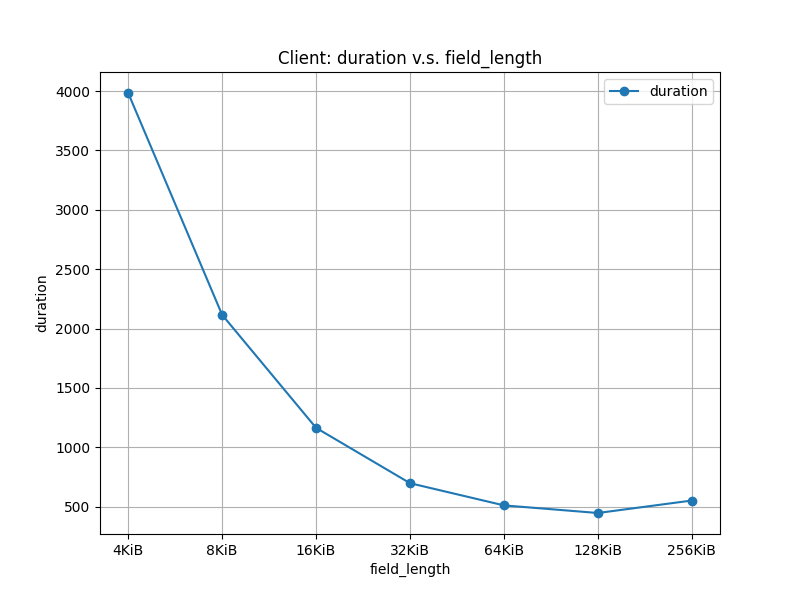 Client: duration v.s. field_length
duration
4000
3500
3000
2500
2000
1500
1000
500
duration
4KiB 8KiB 16KiB 32KiB 64KiB 128KiB 256KiB
field_length